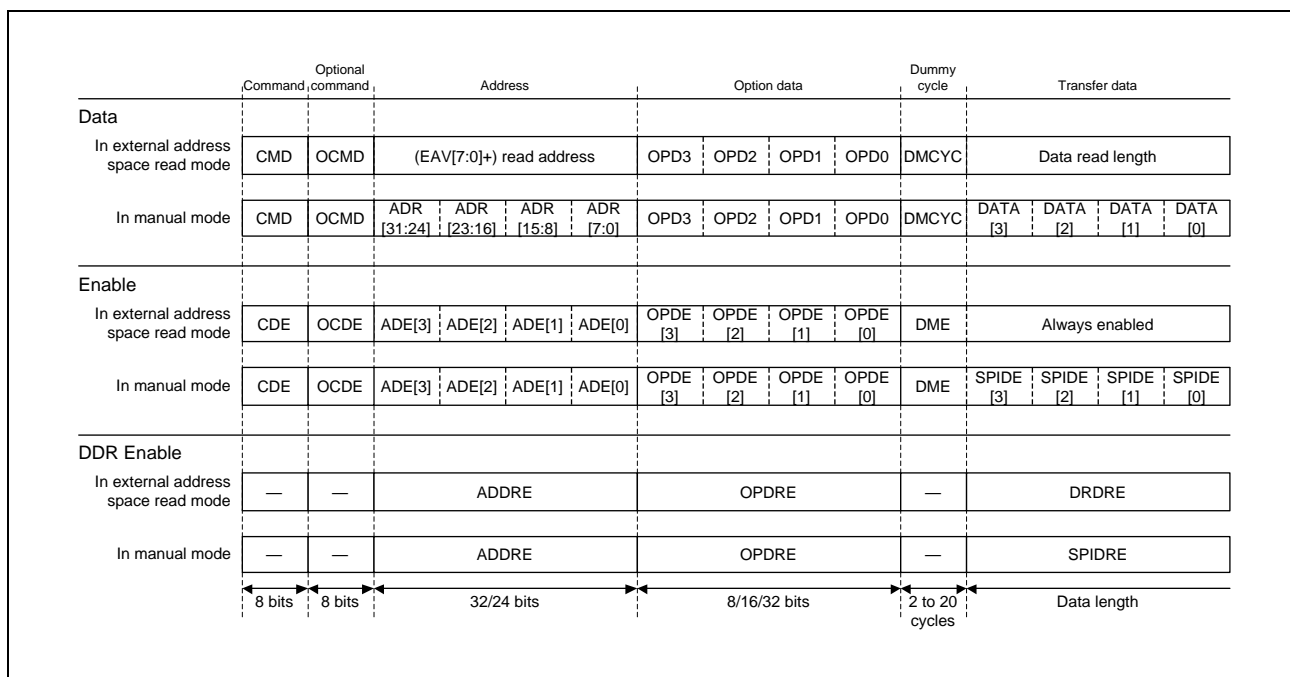 Optional
Command command Address Option data Dummy cycle Transfer data
Data
In external address
space read mode
CMD OCMD (EAV[7:0]+) read address OPD3 OPD2 OPD1 OPD0 DMCYC Data read length
In manual mode
CMD OCMD ADR [31:24] ADR [23:16] ADR [15:8] ADR [7:0] OPD3 OPD2 OPD1 OPD0 DMCYC DATA [3] DATA [2] DATA [1] DATA [0]
Enable
In external address
space read mode
CDE OCDE ADE[3] ADE[2] ADE[1] ADE[0] OPDE [3] OPDE [2] OPDE [1] OPDE [0] DME Always enabled
In manual mode
CDE OCDE ADE[3] ADE[2] ADE[1] ADE[0] OPDE [3] OPDE [2] OPDE [1] OPDE [0] DME SPIDE [3] SPIDE [2] SPIDE [1] SPIDE [0]
DDR Enable
In external address
space read mode
— — ADDRE OPDRE — DRDRE
In manual mode
— — ADDRE OPDRE — SPIDRE
8 bits 8 bits 32/24 bits 8/16/32 bits 2 to 20 cycles Data length